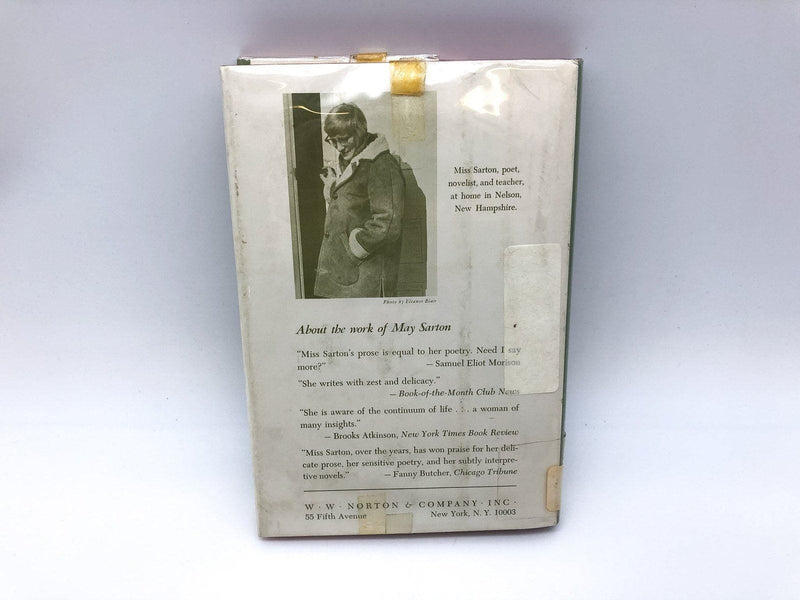 Miss Sarton, poet,
novelist, and teacher,
at home in Nelson,
New Hampshire.
Photo by Eleanor Blair
About the work of May Sarton
"Miss Sarton's prose is equal to her poetry. Need I say
more?" — Samuel Eliot Morison
"She writes with zest and delicacy."
— Book-of-the-Month Club News
"She is aware of the continuum of life . . . a woman of
many insights."
— Brooks Atkinson, New York Times Book Review
"Miss Sarton, over the years, has won praise for her deli-
cate prose, her sensitive poetry, and her subtly interpre-
tive novels." — Fanny Butcher, Chicago Tribune
W · W · NORTON & COMPANY · INC ·
55 Fifth Avenue New York, N. Y. 10003